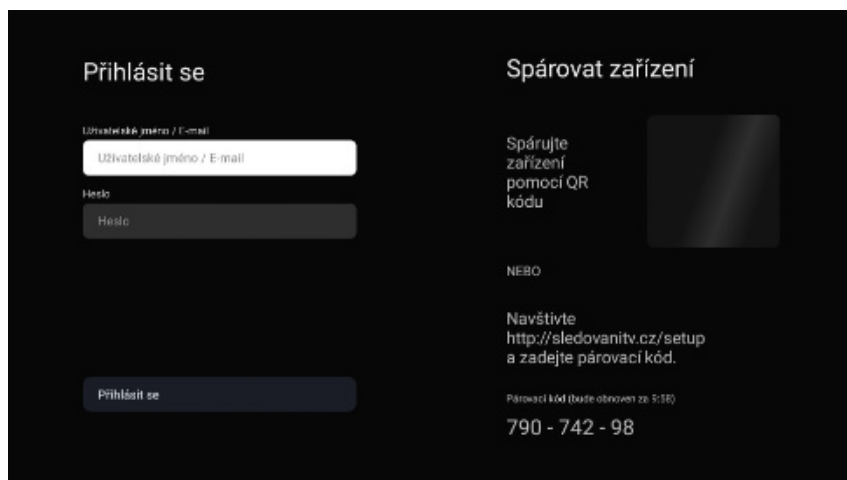 Přihlásit se
Uživatelské jméno / E-mail
Uživatelské jméno / E-mail
Heslo
Heslo
Přihlásit se
Spárovat zařízení
Spárujte
zařízení
pomocí QR
kódu
NEBO
Navštivte
http://sledovanitv.cz/setup
a zadejte párovací kód.
Párovací kód (bude obnoven za 9:58)
790 - 742 - 98